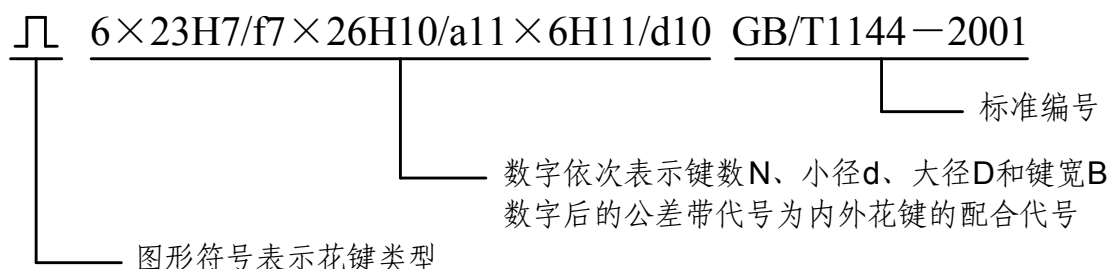 6×23H7/f7×26H10/a11×6H11/d10 GB/T1144－2001
标准编号
数字依次表示键数N、小径d、大径D和键宽B
数字后的公差带代号为内外花键的配合代号
图形符号表示花键类型